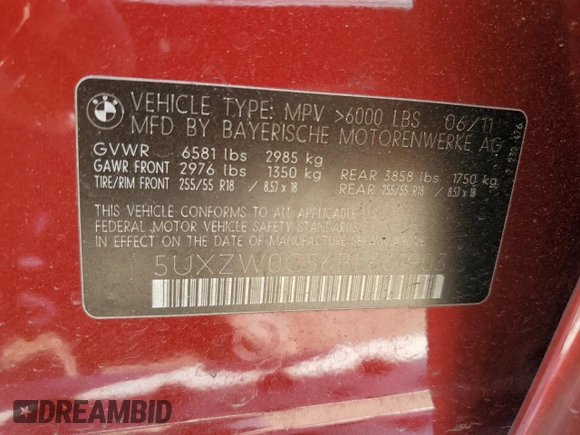 BMW
VEHICLE TYPE: MPV >6000 LBS 06/11
MFD BY BAYERISCHE MOTORENWERKE AG
GVWR 6581 lbs 2985 kg
GAWR FRONT 2976 lbs 1350 kg REAR 3858 lbs 1750 kg
TIRE/RIM FRONT 255/55 R18 / 8.5J x 18 REAR 255/55 R18 / 8.5J x 18
THIS VEHICLE CONFORMS TO ALL APPLICABLE U.S.
FEDERAL MOTOR VEHICLE SAFETY STANDARDS
IN EFFECT ON THE DATE OF MANUFACTURE SHOWN ABOVE.
DREAMBID